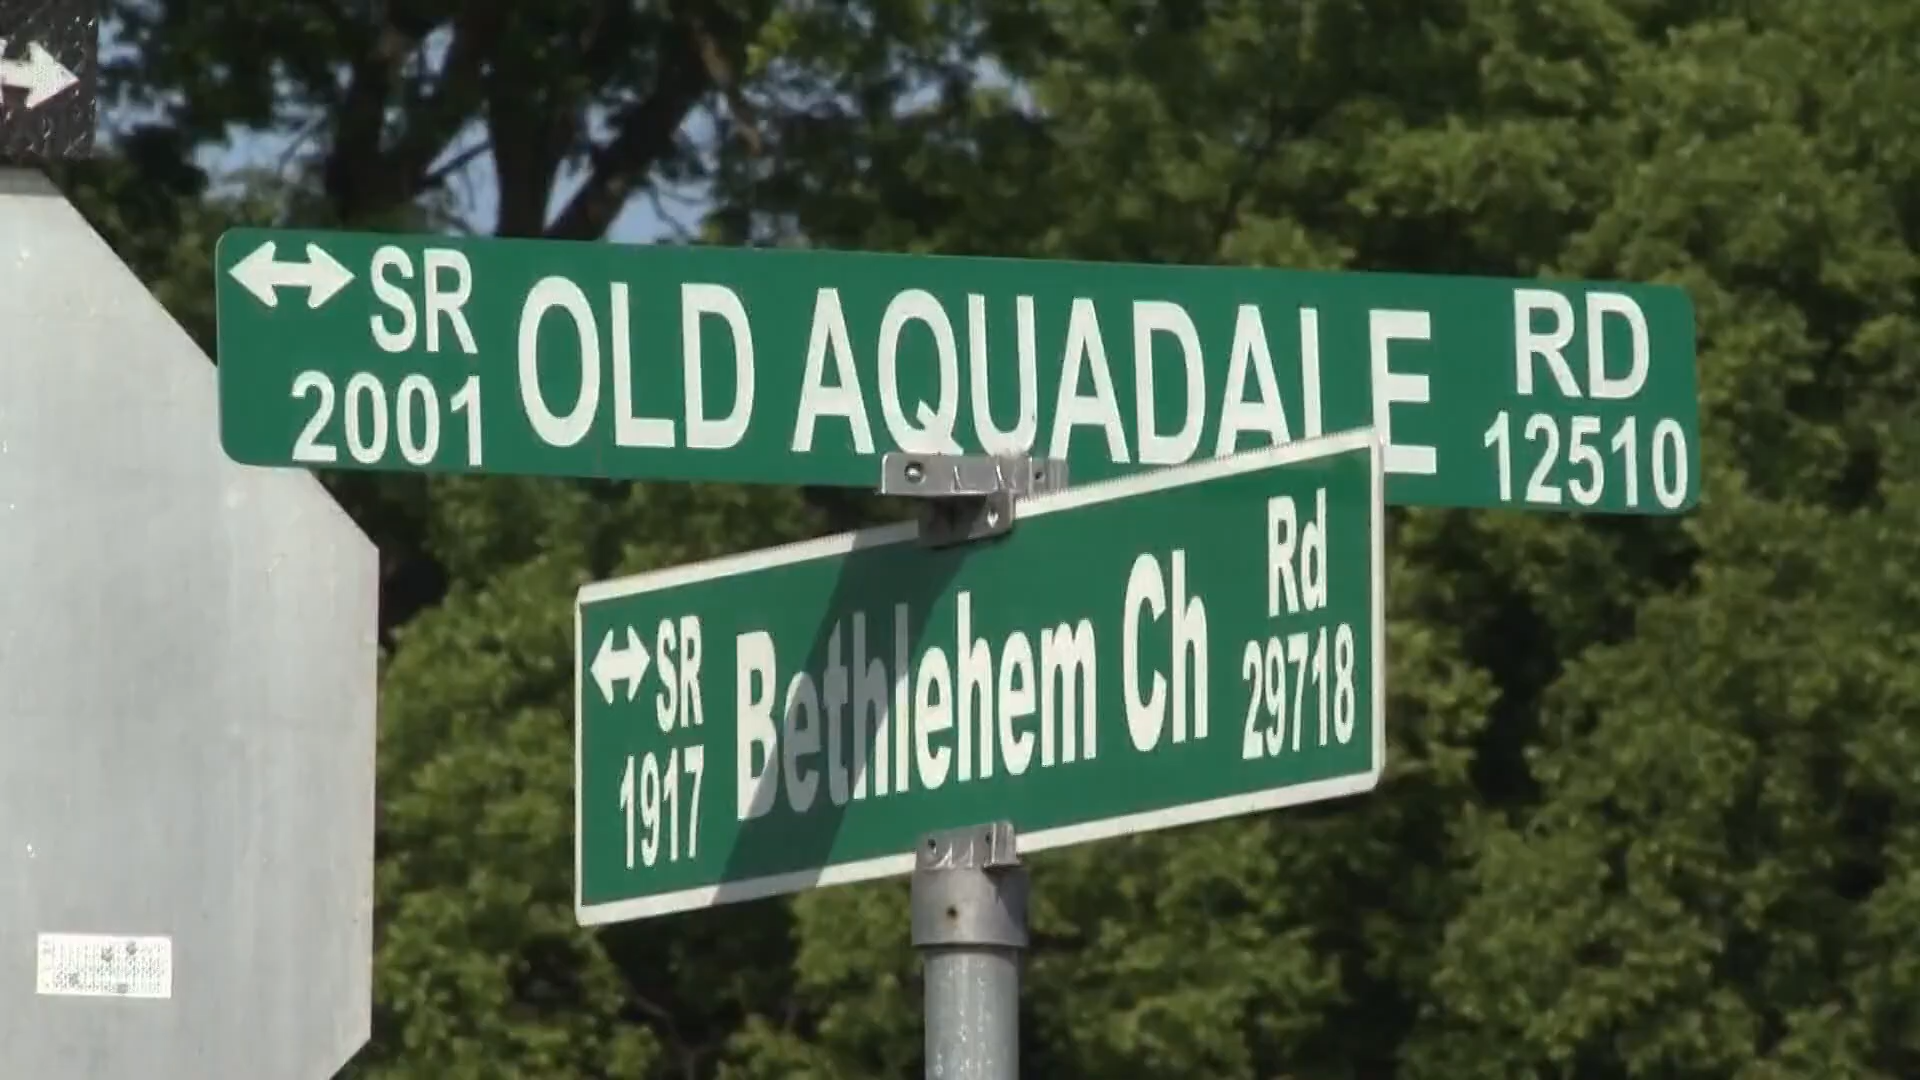 SR
2001
OLD AQUADALE
RD
12510
SR
1917
Bethlehem Ch
Rd
29718